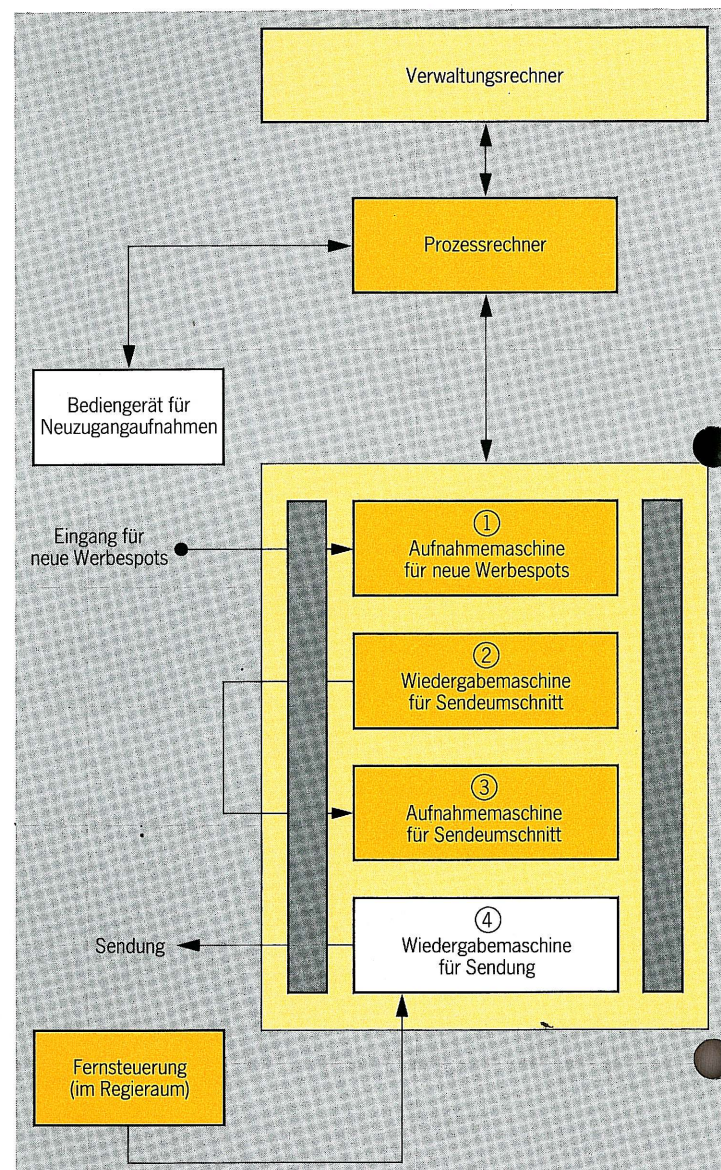 Verwaltungsrechner
Prozessrechner
Bediengerät für
Neuzugangaufnahmen
Eingang für
neue Werbespots
①
Aufnahmemaschine
für neue Werbespots
②
Wiedergabemaschine
für Sendeumschnitt
③
Aufnahmemaschine
für Sendeumschnitt
④
Wiedergabemaschine
für Sendung
Sendung
Fernsteuerung
(im Regieraum)